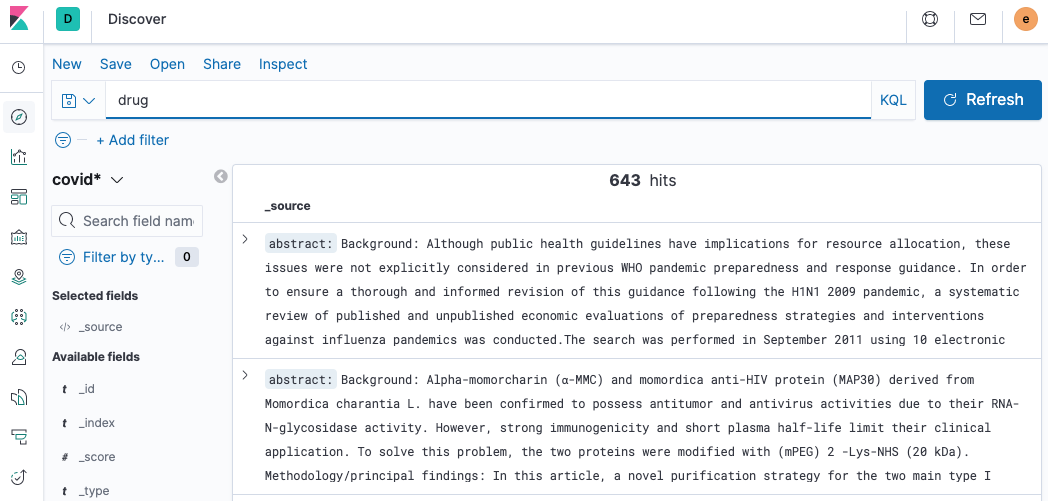 D Discover e
New Save Open Share Inspect
drug KQL Refresh
+ Add filter
covid*
643 hits
_source
Search field nam
Filter by ty... 0
Selected fields
</> _source
Available fields
t _id
t _index
# _score
t _type
abstract: Background: Although public health guidelines have implications for resource allocation, these
issues were not explicitly considered in previous WHO pandemic preparedness and response guidance. In order
to ensure a thorough and informed revision of this guidance following the H1N1 2009 pandemic, a systematic
review of published and unpublished economic evaluations of preparedness strategies and interventions
against influenza pandemics was conducted.The search was performed in September 2011 using 10 electronic
abstract: Background: Alpha-momorcharin (α-MMC) and momordica anti-HIV protein (MAP30) derived from
Momordica charantia L. have been confirmed to possess antitumor and antivirus activities due to their RNA-
N-glycosidase activity. However, strong immunogenicity and short plasma half-life limit their clinical
application. To solve this problem, the two proteins were modified with (mPEG) 2 -Lys-NHS (20 kDa).
Methodology/principal findings: In this article, a novel purification strategy for the two main type I